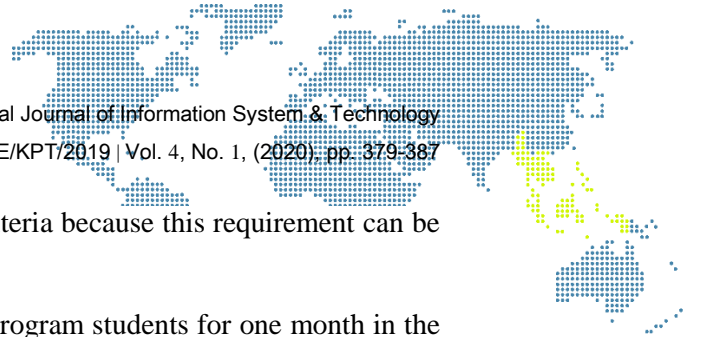 al Journal of Information System & Technology
E/KPT/2019 | Vol. 4, No. 1, (2020), pp. 379-387
teria because this requirement can be
rogram students for one month in the